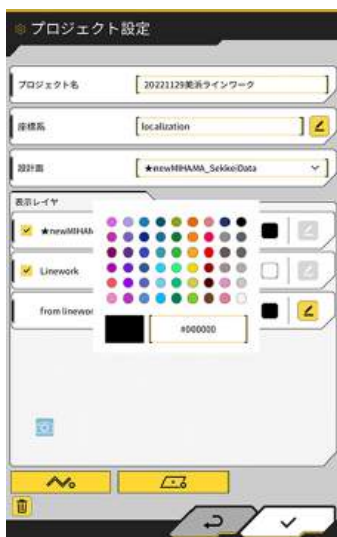 プロジェクト設定
プロジェクト名
20221129美浜ラインワーク
座標系
localization
設計面
★newMIHAMA_SekkeiData
表示レイヤ
★newMIHAM
Linework
from linewor
#000000